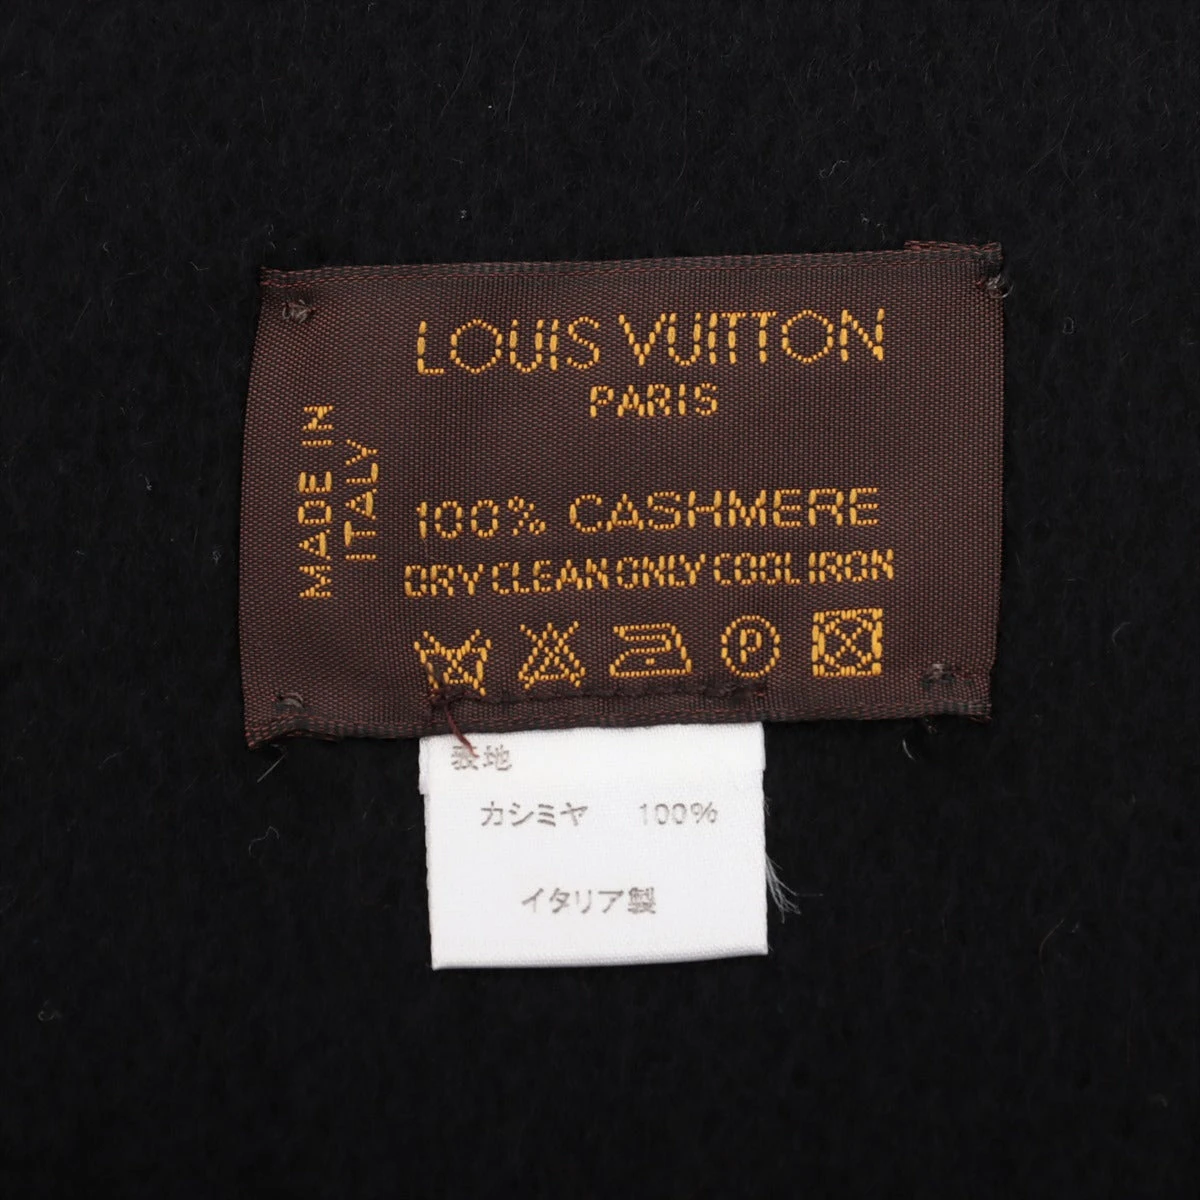 LOUIS VUITTON
PARIS
MADE IN
ITALY
100% CASHMERE
DRY CLEAN ONLY COOL IRON
P
表地
カシミヤ 100%
イタリア製